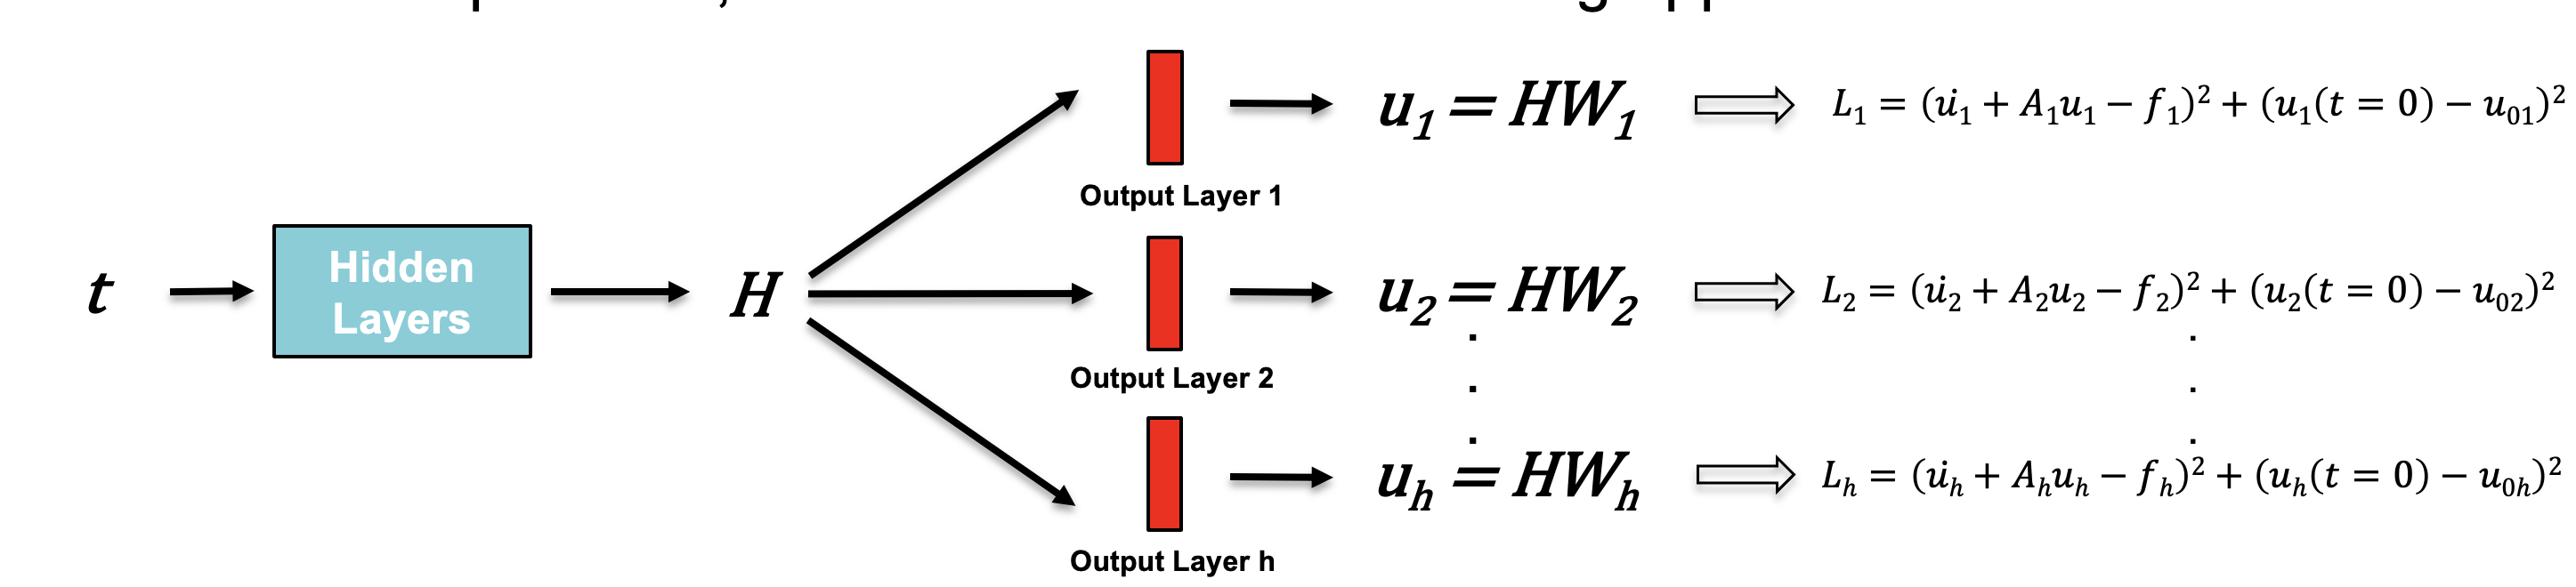 u₁ = HW₁
L₁ = (u̇₁ + A₁u₁ − f₁)² + (u₁(t = 0) − u₀₁)²
Output Layer 1
t
Hidden
Layers
H
u₂ = HW₂
L₂ = (u̇₂ + A₂u₂ − f₂)² + (u₂(t = 0) − u₀₂)²
Output Layer 2
.
.
.
.
.
.
uₕ = HWₕ
Lₕ = (u̇ₕ + Aₕuₕ − fₕ)² + (uₕ(t = 0) − u₀ₕ)²
Output Layer h